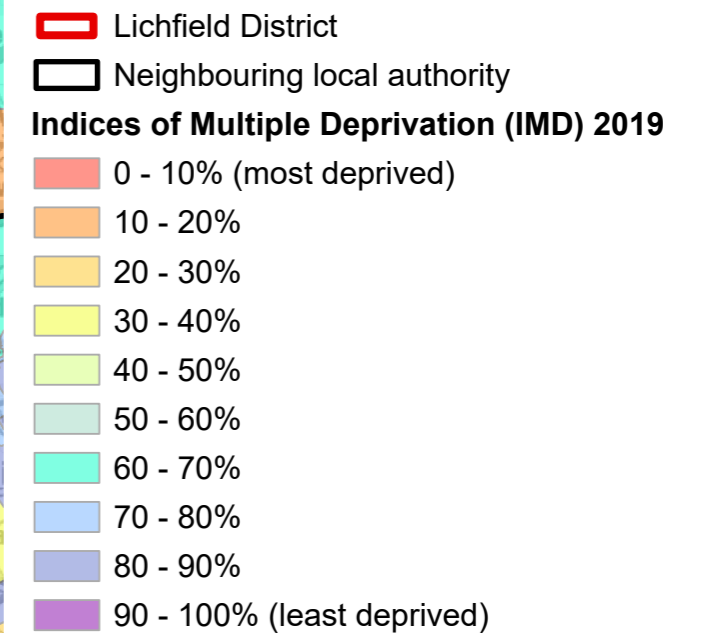 Lichfield District
Neighbouring local authority
Indices of Multiple Deprivation (IMD) 2019
0 - 10% (most deprived)
10 - 20%
20 - 30%
30 - 40%
40 - 50%
50 - 60%
60 - 70%
70 - 80%
80 - 90%
90 - 100% (least deprived)